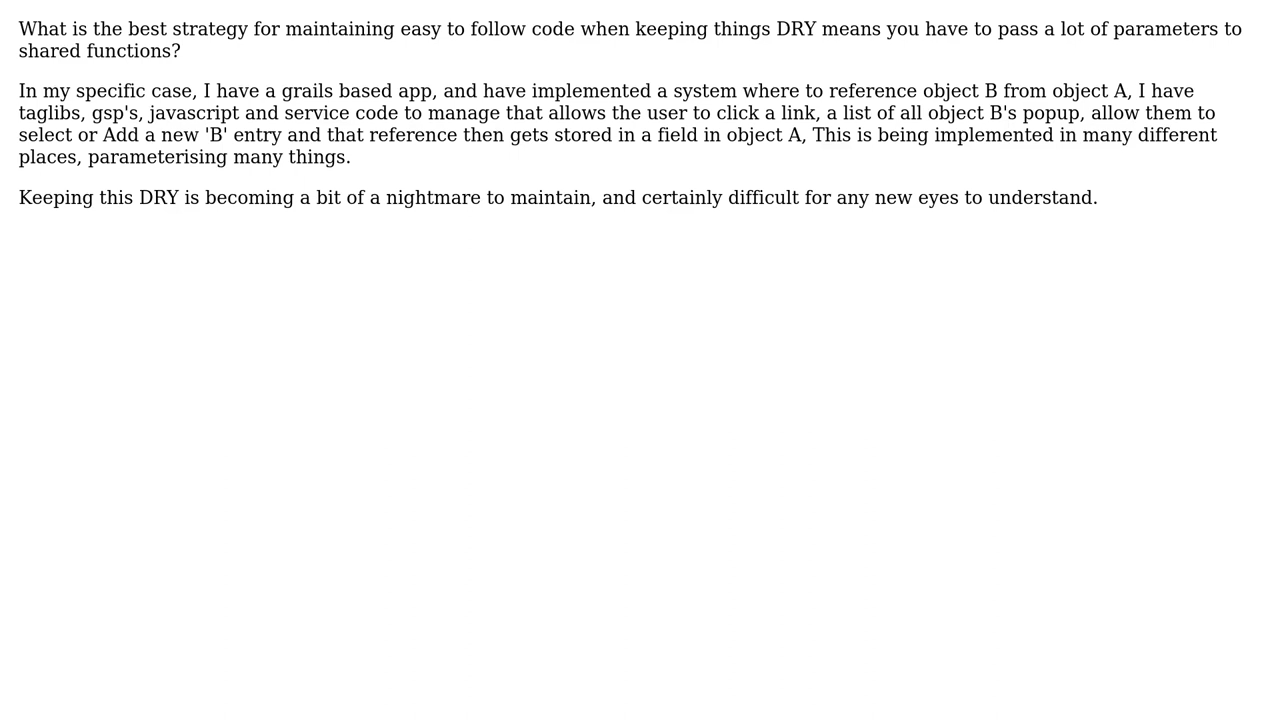 What is the best strategy for maintaining easy to follow code when keeping things DRY means you have to pass a lot of parameters to
shared functions?
In my specific case, I have a grails based app, and have implemented a system where to reference object B from object A, I have
taglibs, gsp's, javascript and service code to manage that allows the user to click a link, a list of all object B's popup, allow them to
select or Add a new 'B' entry and that reference then gets stored in a field in object A, This is being implemented in many different
places, parameterising many things.
Keeping this DRY is becoming a bit of a nightmare to maintain, and certainly difficult for any new eyes to understand.